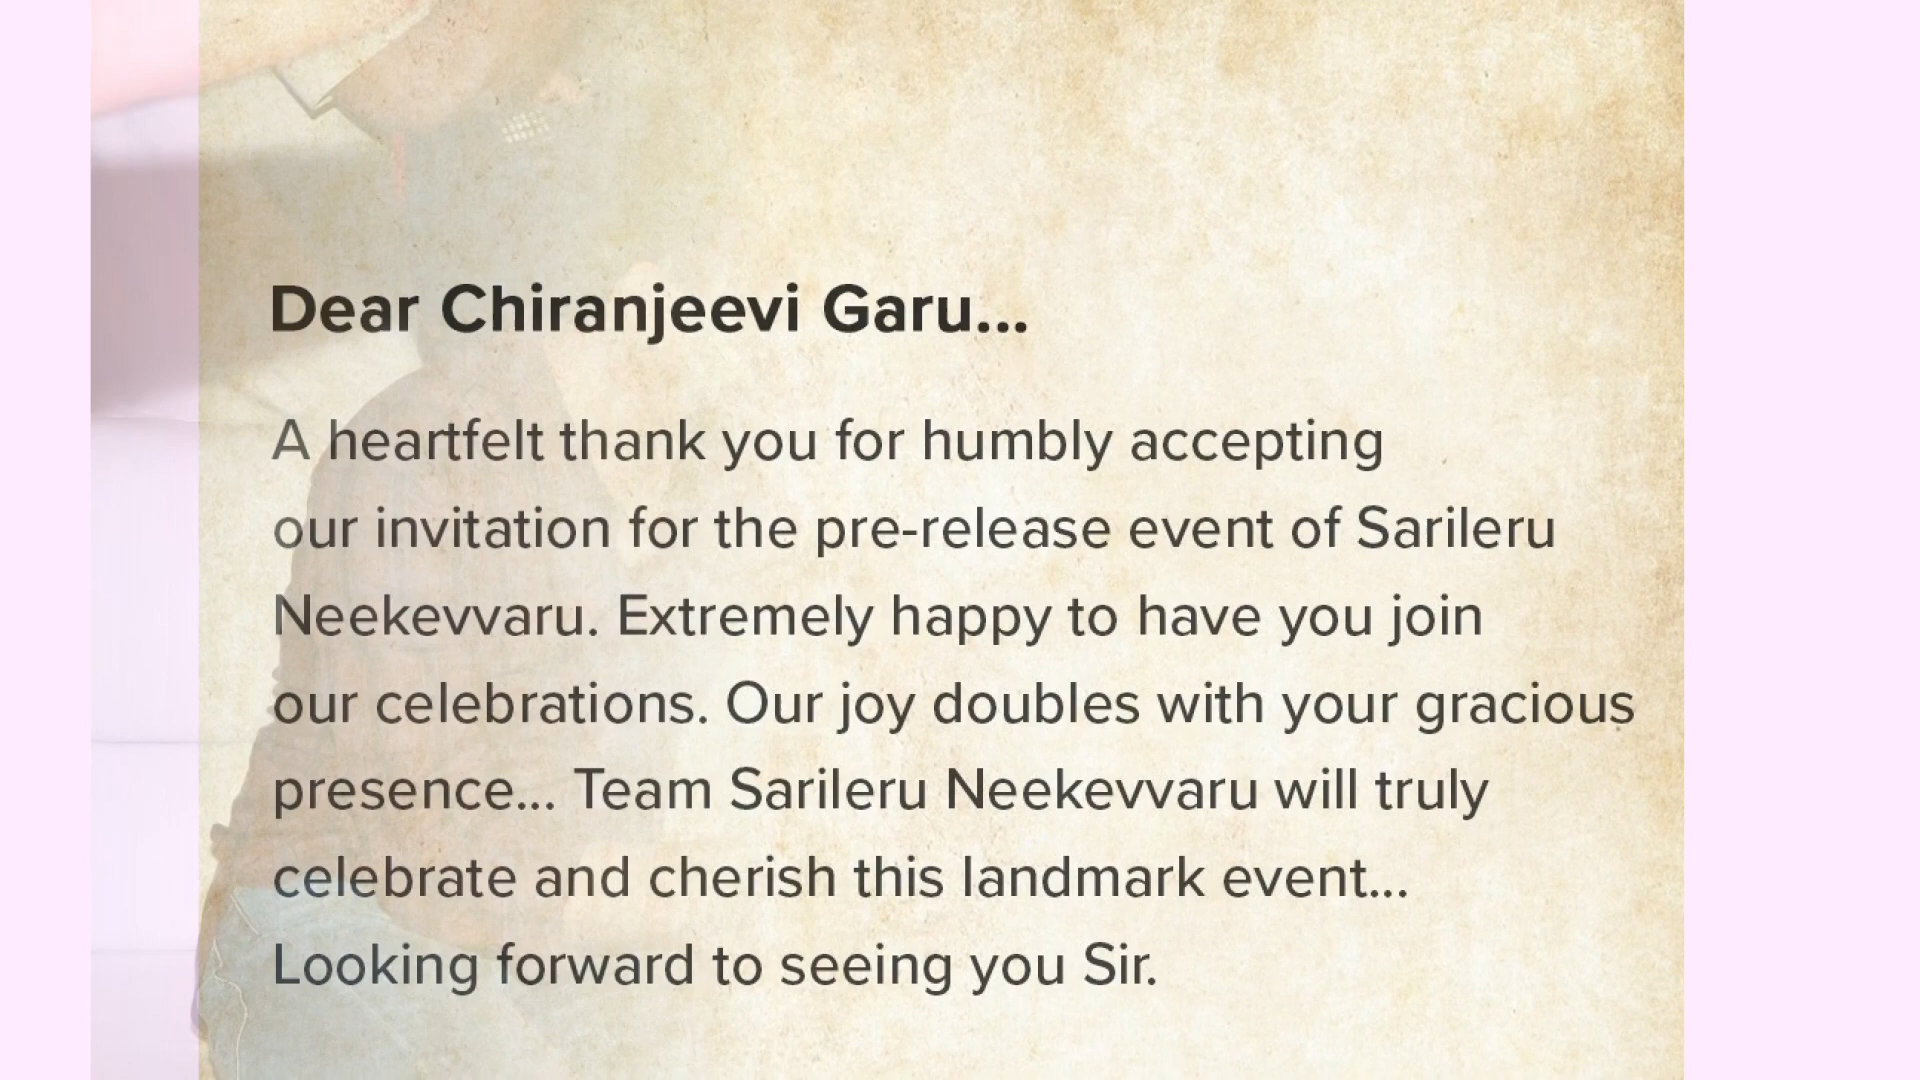 Dear Chiranjeevi Garu...
A heartfelt thank you for humbly accepting
our invitation for the pre-release event of Sarileru
Neekevvaru. Extremely happy to have you join
our celebrations. Our joy doubles with your gracious
presence... Team Sarileru Neekevvaru will truly
celebrate and cherish this landmark event...
Looking forward to seeing you Sir.